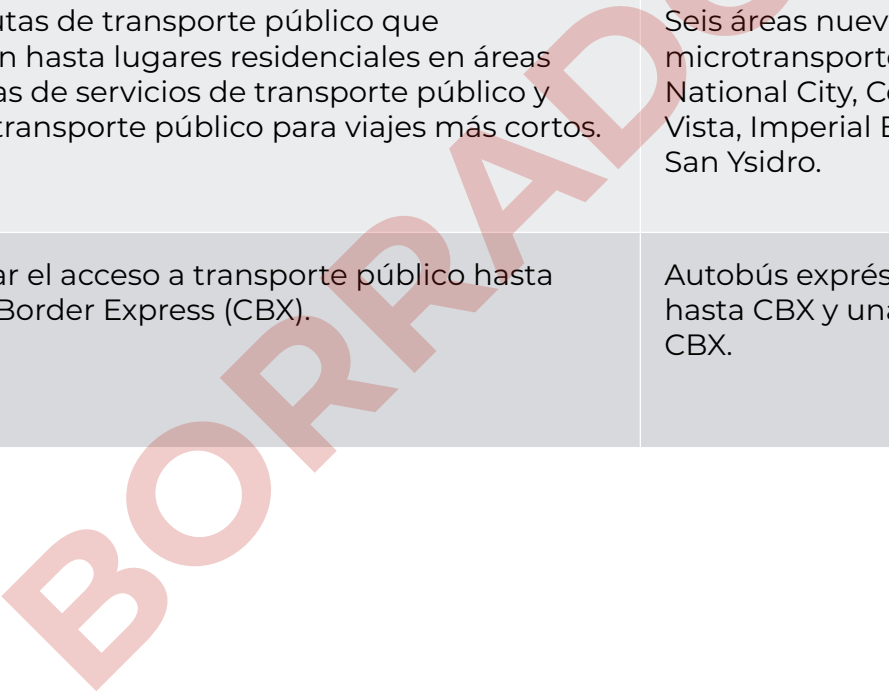 utas de transporte público que
n hasta lugares residenciales en áreas
as de servicios de transporte público y
transporte público para viajes más cortos.
Seis áreas nuev
microtransporte
National City, C
Vista, Imperial
San Ysidro.
ar el acceso a transporte público hasta
Border Express (CBX).
Autobús exprés
hasta CBX y una
CBX.
BORRADO